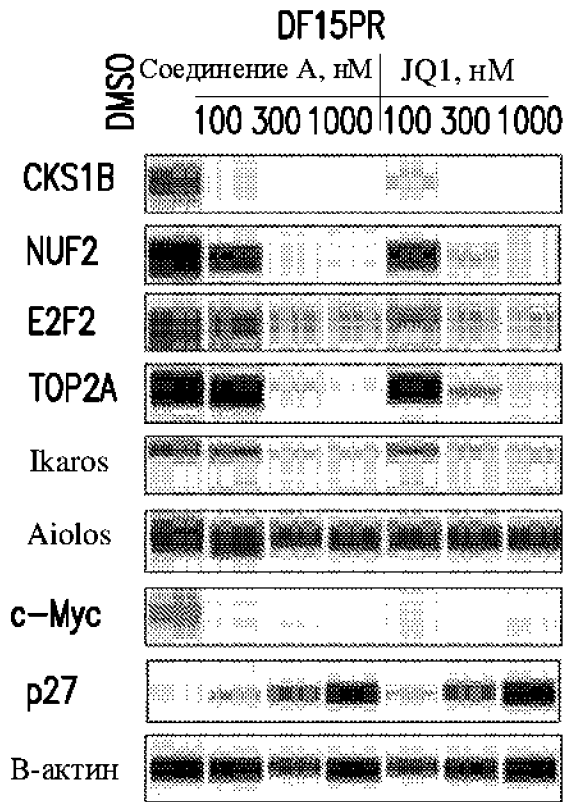 DF15PR
DMSO
Соединение А, нМ JQ1, нМ
100 300 1000 100 300 1000
CKS1B
NUF2
E2F2
TOP2A
Ikaros
Aiolos
c-Myc
p27
В-актин